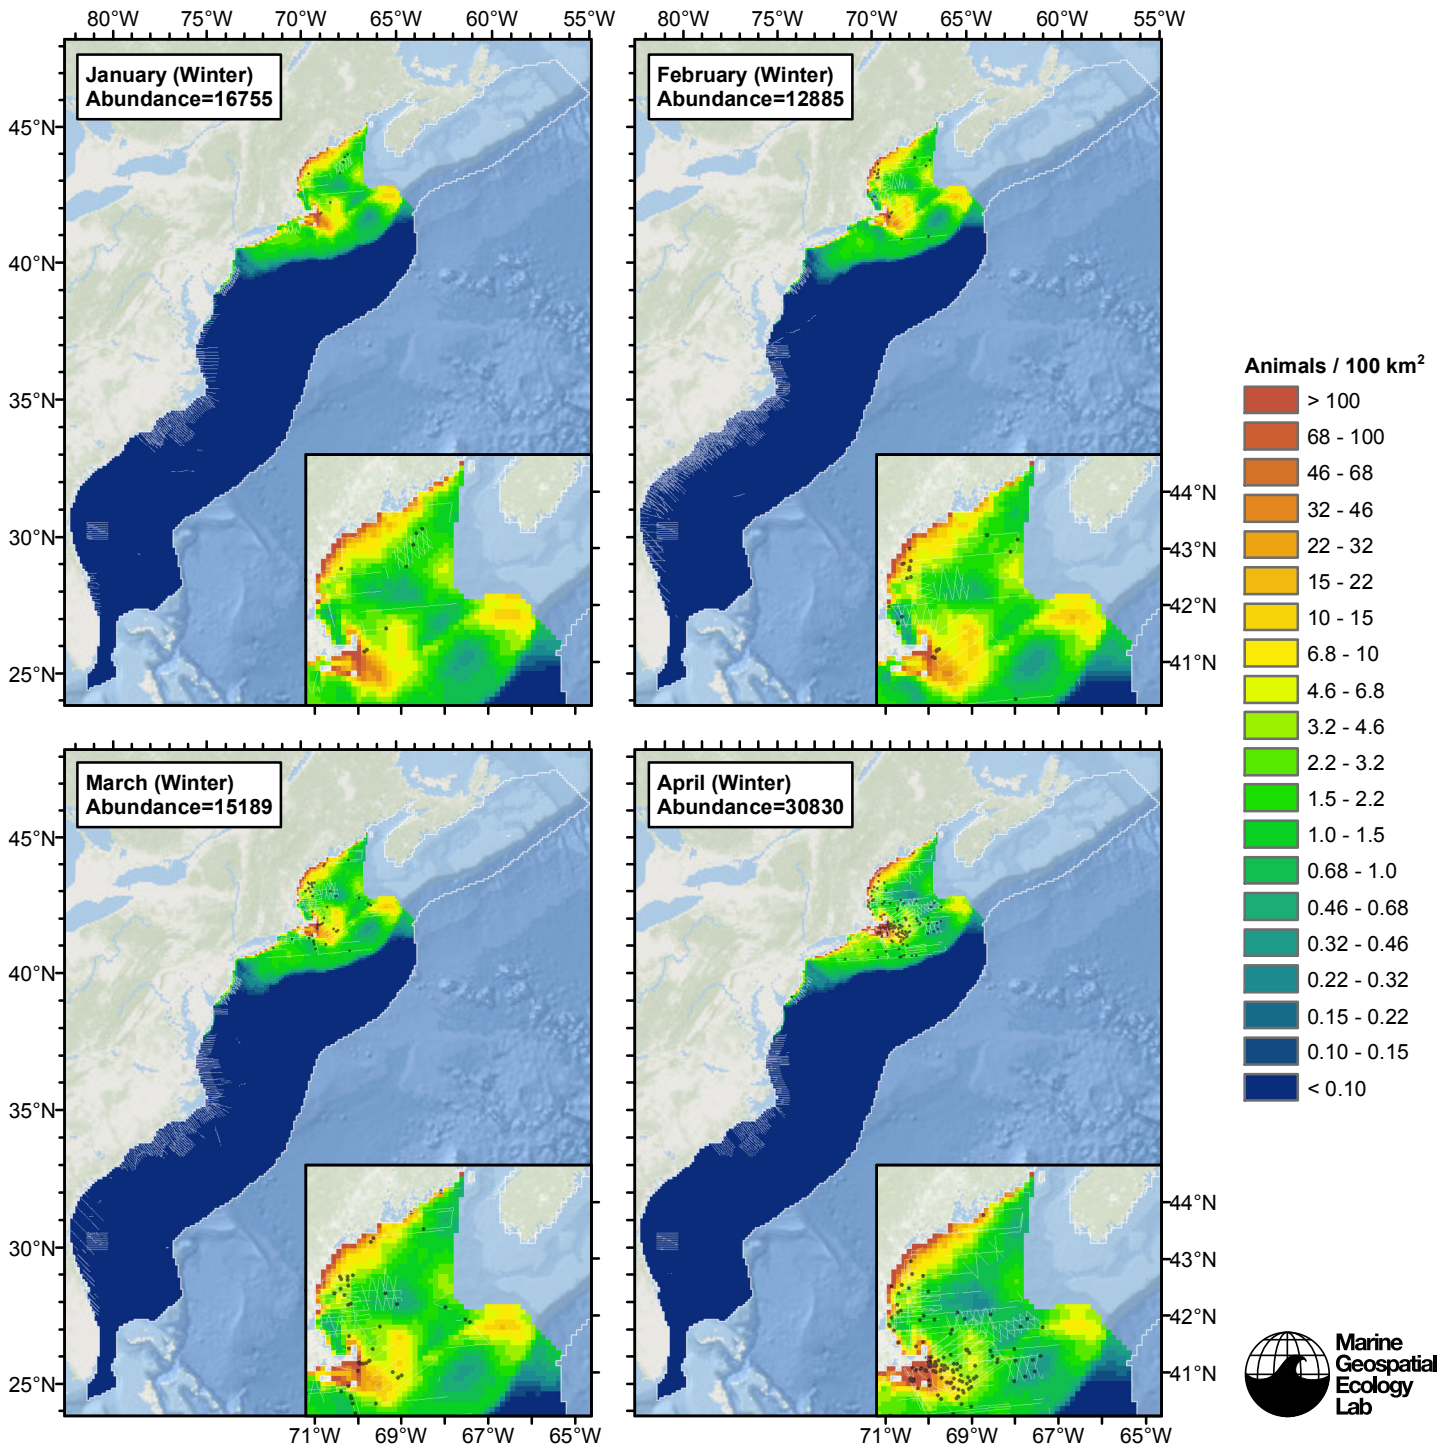 80°W 75°W 70°W 65°W 60°W 55°W
80°W 75°W 70°W 65°W 60°W 55°W
January (Winter)
Abundance=16755
February (Winter)
Abundance=12885
45°N
40°N
35°N
30°N
25°N
44°N
43°N
42°N
41°N
March (Winter)
Abundance=15189
April (Winter)
Abundance=30830
45°N
40°N
35°N
30°N
25°N
44°N
43°N
42°N
41°N
71°W 69°W 67°W 65°W
71°W 69°W 67°W 65°W
Animals / 100 km²
> 100
68 - 100
46 - 68
32 - 46
22 - 32
15 - 22
10 - 15
6.8 - 10
4.6 - 6.8
3.2 - 4.6
2.2 - 3.2
1.5 - 2.2
1.0 - 1.5
0.68 - 1.0
0.46 - 0.68
0.32 - 0.46
0.22 - 0.32
0.15 - 0.22
0.10 - 0.15
< 0.10
Marine
Geospatial
Ecology
Lab